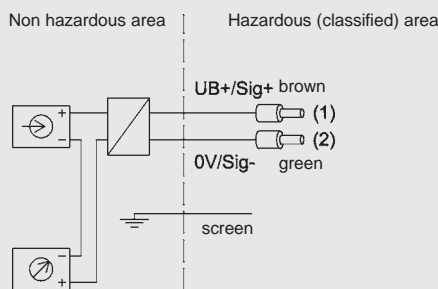 Non hazardous area
Hazardous (classified) area
UB+/Sig+ brown
+
(1)
−
(2)
0V/Sig- green
screen
−
+